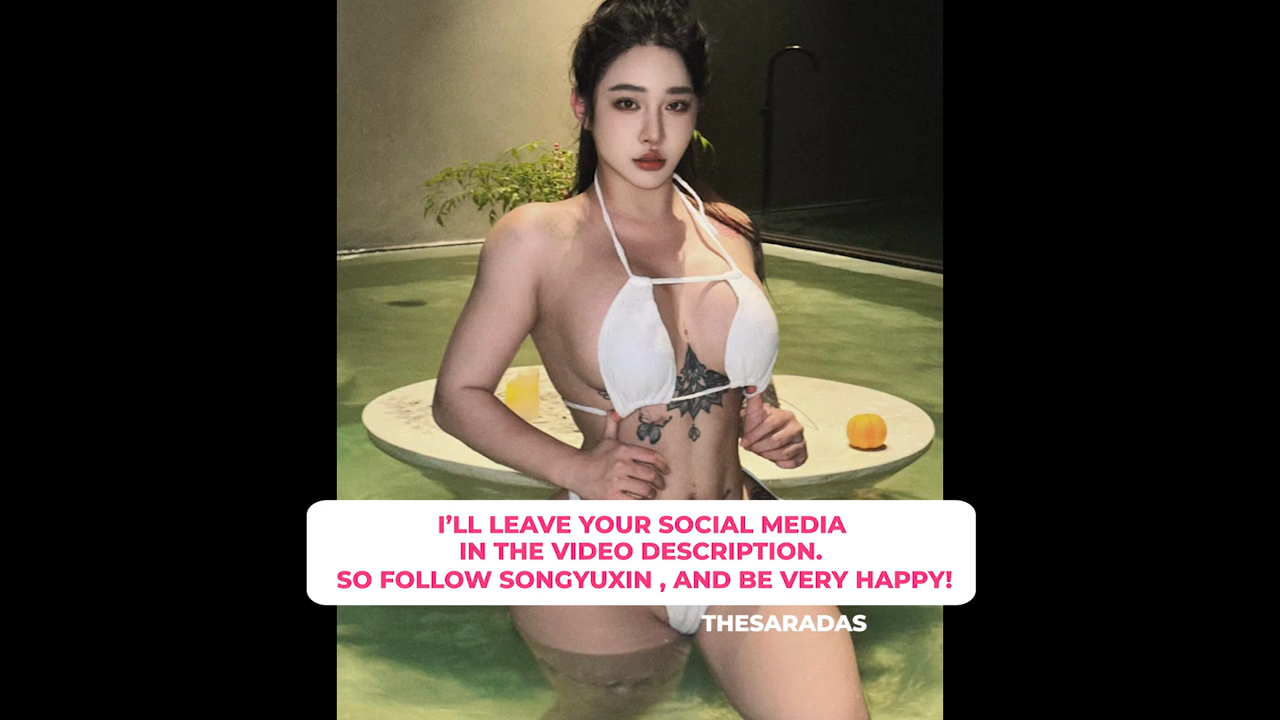 I’LL LEAVE YOUR SOCIAL MEDIA
IN THE VIDEO DESCRIPTION.
SO FOLLOW SONGYUXIN , AND BE VERY HAPPY!
THESARADAS